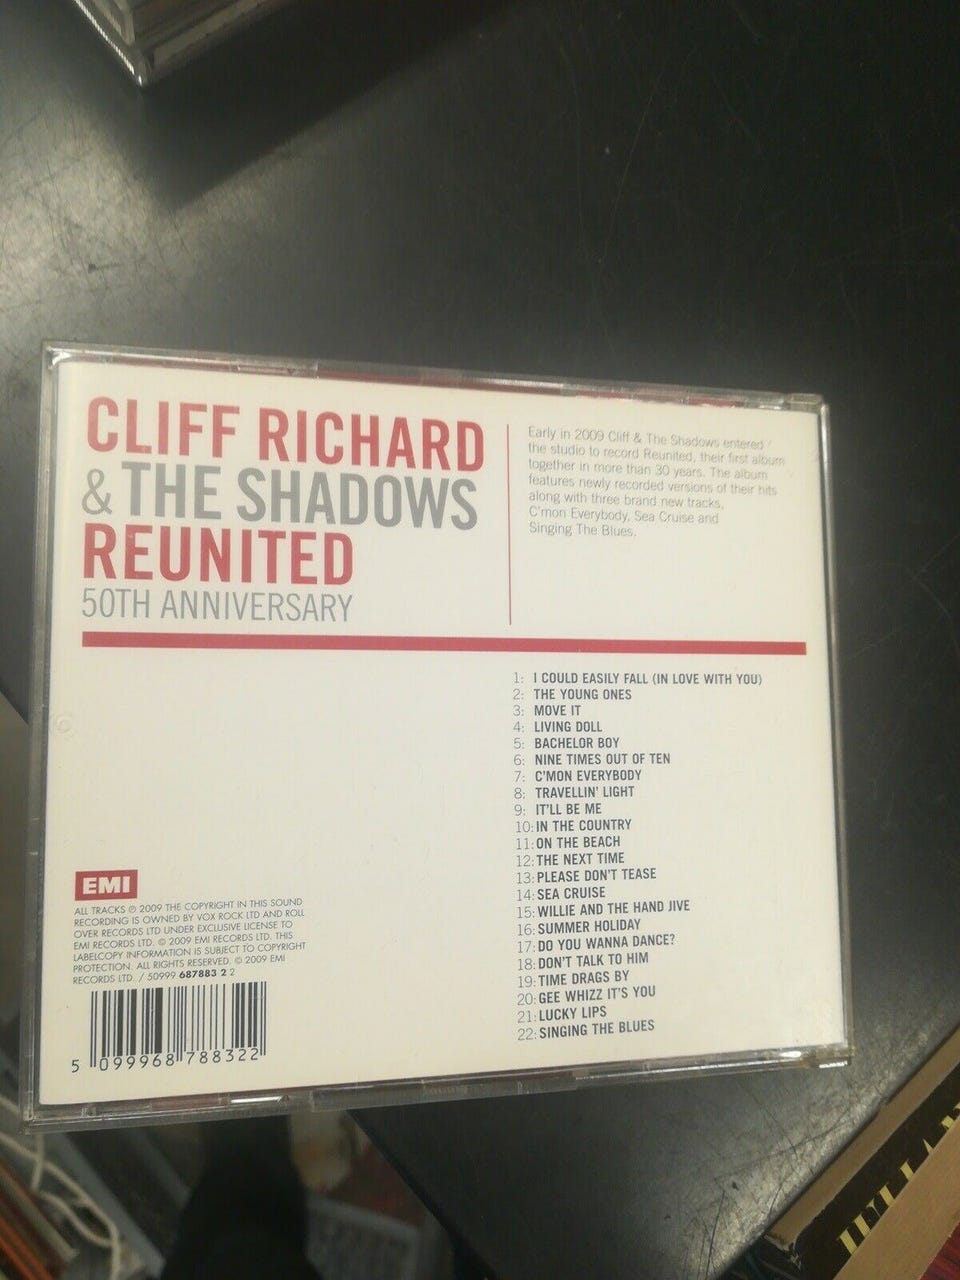 CLIFF RICHARD
& THE SHADOWS
REUNITED
50TH ANNIVERSARY
Early in 2009 Cliff & The Shadows entered
the studio to record Reunited, their first album
together in more than 30 years. The album
features newly recorded versions of their hits
along with three brand new tracks,
C'mon Everybody, Sea Cruise and
Singing The Blues.
1: I COULD EASILY FALL (IN LOVE WITH YOU)
2: THE YOUNG ONES
3: MOVE IT
4: LIVING DOLL
5: BACHELOR BOY
6: NINE TIMES OUT OF TEN
7: C'MON EVERYBODY
8: TRAVELLIN' LIGHT
9: IT'LL BE ME
10: IN THE COUNTRY
11: ON THE BEACH
12: THE NEXT TIME
13: PLEASE DON'T TEASE
14: SEA CRUISE
15: WILLIE AND THE HAND JIVE
16: SUMMER HOLIDAY
17: DO YOU WANNA DANCE?
18: DON'T TALK TO HIM
19: TIME DRAGS BY
20: GEE WHIZZ IT'S YOU
21: LUCKY LIPS
22: SINGING THE BLUES
EMI
ALL TRACKS ℗ 2009 THE COPYRIGHT IN THIS SOUND
RECORDING IS OWNED BY VOX ROCK LTD AND ROLL
OVER RECORDS LTD UNDER EXCLUSIVE LICENSE TO
EMI RECORDS LTD. © 2009 EMI RECORDS LTD. THIS
LABELCOPY INFORMATION IS SUBJECT TO COPYRIGHT
PROTECTION. ALL RIGHTS RESERVED. © 2009 EMI
RECORDS LTD. / 50999 687883 2 2
5 099968 788322